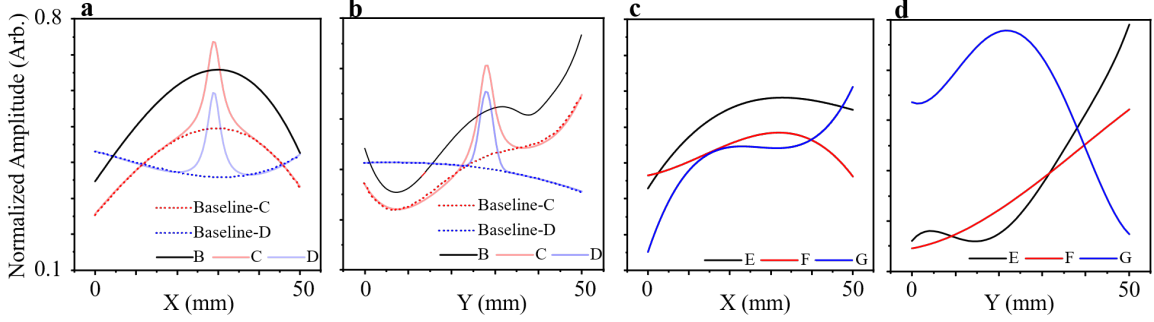 a b c d
Normalized Amplitude (Arb.)
0.8
0.1
Baseline-C
Baseline-D
B C D
0 50
X (mm)
Baseline-C
Baseline-D
B C D
0 50
Y (mm)
E F G
0 50
X (mm)
E F G
0 50
Y (mm)